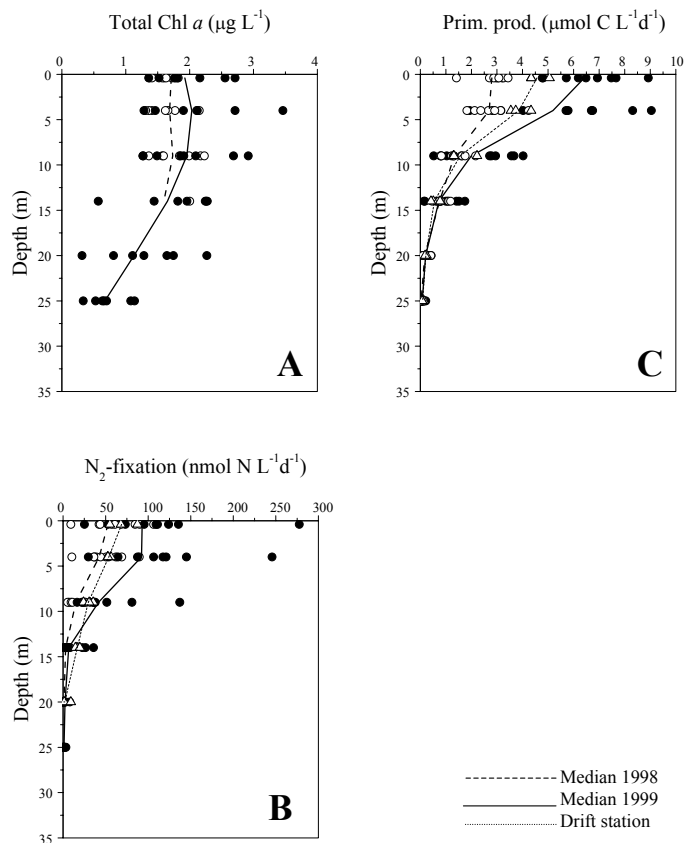 Total Chl a (μg L⁻¹)
0 1 2 3 4
0
5
10
15
20
25
30
35
Depth (m)
A
Prim. prod. (μmol C L⁻¹d⁻¹)
0 1 2 3 4 5 6 7 8 9 10
0
5
10
15
20
25
30
35
Depth (m)
C
N₂-fixation (nmol N L⁻¹d⁻¹)
0 50 100 150 200 250 300
0
5
10
15
20
25
30
35
Depth (m)
B
Median 1998
Median 1999
Drift station